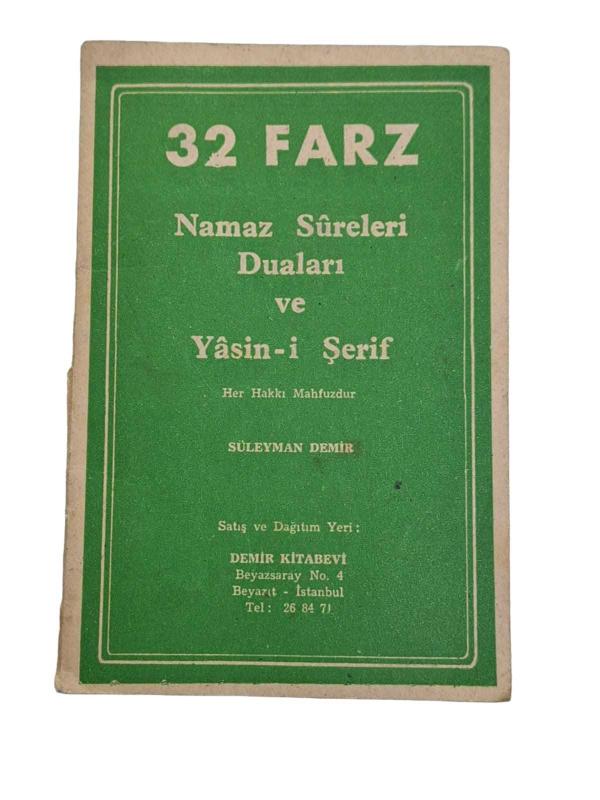 32 FARZ
Namaz Sûreleri
Duaları
ve
Yâsin-i Şerif
Her Hakkı Mahfuzdur
SÜLEYMAN DEMİR
Satış ve Dağıtım Yeri :
DEMİR KİTABEVİ
Beyazsaray No. 4
Beyazıt - İstanbul
Tel : 26 84 71